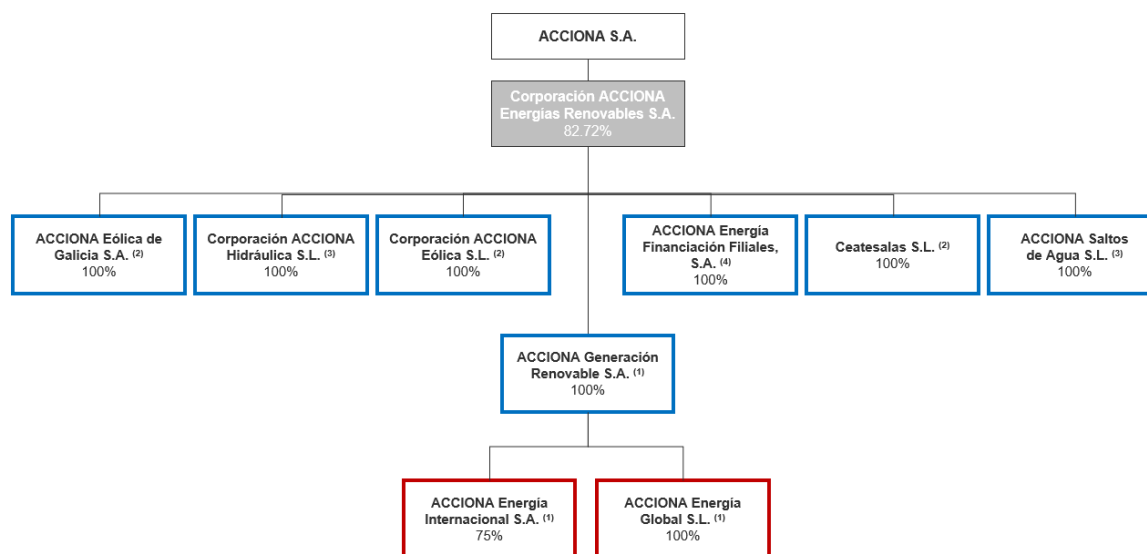 ACCIONA S.A.
Corporación ACCIONA
Energías Renovables S.A.
82.72%
ACCIONA Eólica de
Galicia S.A. (2)
100%
Corporación ACCIONA
Hidráulica S.L. (3)
100%
Corporación ACCIONA
Eólica S.L. (2)
100%
ACCIONA Energía
Financiación Filiales,
S.A. (4)
100%
Ceatesalas S.L. (2)
100%
ACCIONA Saltos
de Agua S.L. (3)
100%
ACCIONA Generación
Renovable S.A. (1)
100%
ACCIONA Energía
Internacional S.A. (1)
75%
ACCIONA Energía
Global S.L. (1)
100%